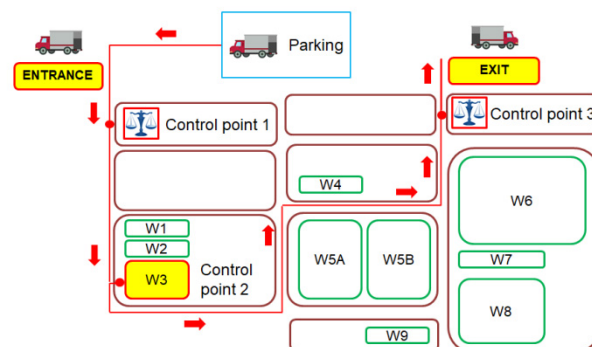 Parking
ENTRANCE
EXIT
Control point 1
Control point 3
W4
W6
W1
W2
W3
Control
point 2
W5A
W5B
W7
W8
W9